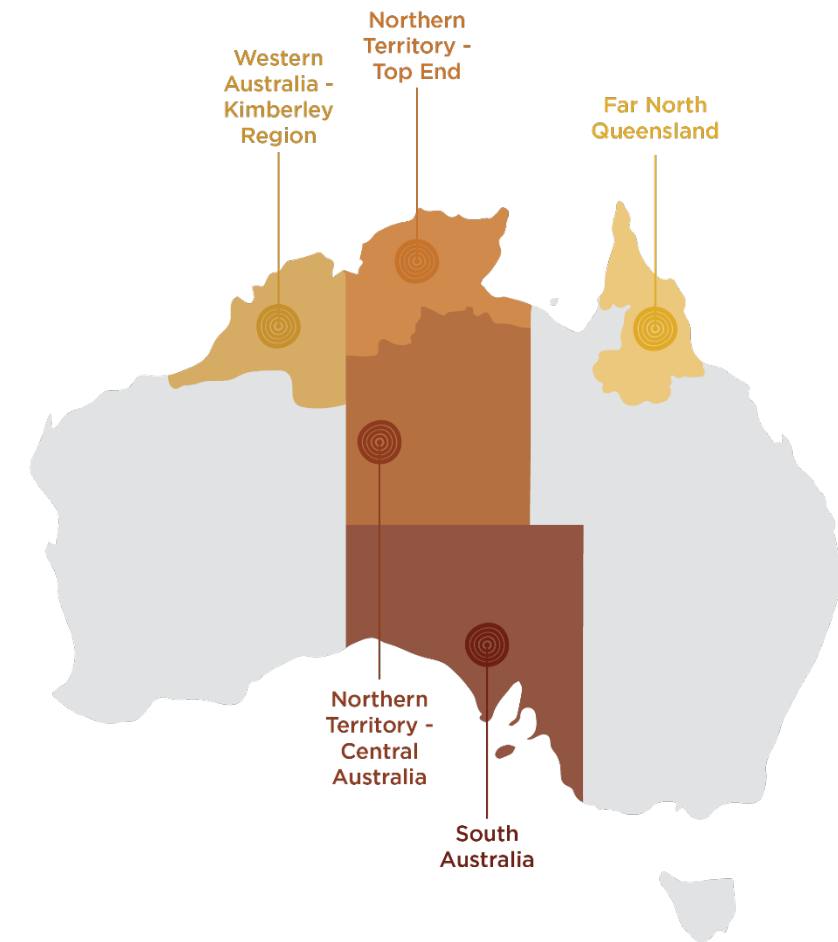 Northern
Territory -
Top End
Western
Australia -
Kimberley
Region
Far North
Queensland
Northern
Territory -
Central
Australia
South
Australia